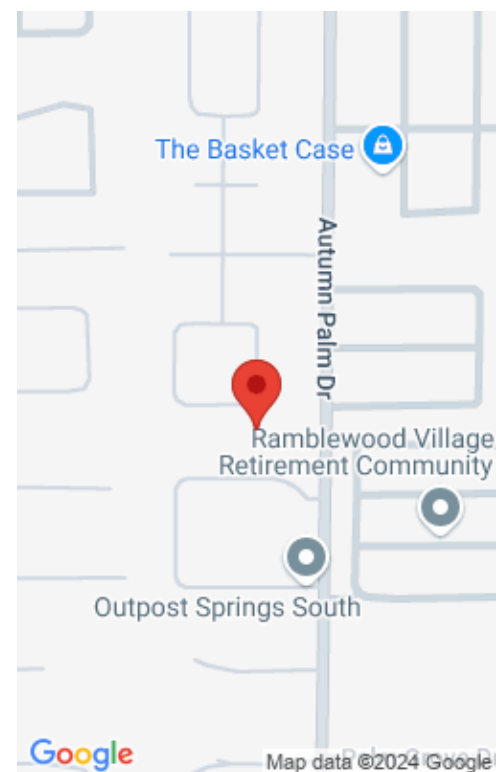 The Basket Case
Autumn Palm Dr
Ramblewood Village
Retirement Community
Outpost Springs South
Google
Map data ©2024 Google